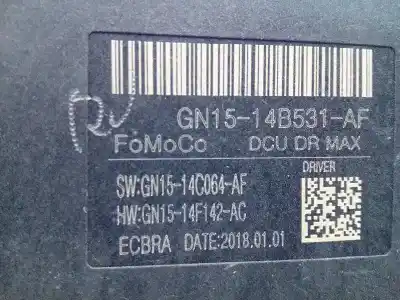 GN15-14B531-AF
FoMoCo DCU DR MAX
SW:GN15-14C064-AF DRIVER
HW:GN15-14F142-AC
ECBRA DATE:2018.01.01